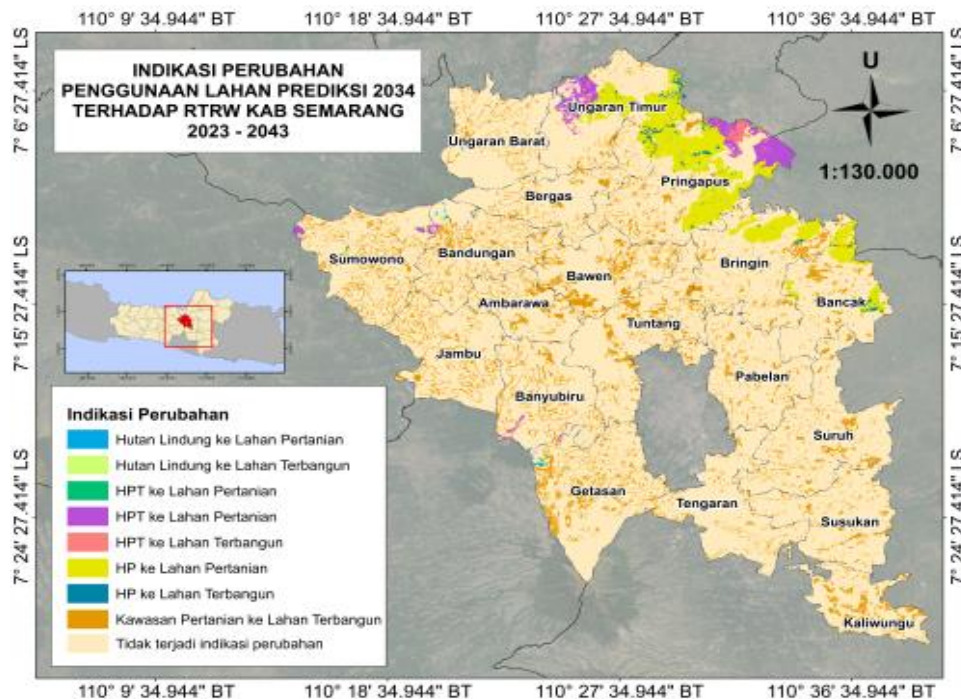 110° 9' 34.944" BT
110° 18' 34.944" BT
110° 27' 34.944" BT
110° 36' 34.944" BT
INDIKASI PERUBAHAN
PENGGUNAAN LAHAN PREDIKSI 2034
TERHADAP RTRW KAB SEMARANG
2023 - 2043
U
1:130.000
7° 6' 27.414" LS
7° 6' 27.414" LS
Ungaran Timur
Ungaran Barat
Pringapus
Bergas
Sumowono
Bandungan
Bringin
Bawen
Ambarawa
Bancak
Tuntang
7° 15' 27.414" LS
7° 15' 27.414" LS
Jambu
Pabelan
Banyubiru
Suruh
Getasan
Tengaran
Susukan
7° 24' 27.414" LS
7° 24' 27.414" LS
Kaliwungu
Indikasi Perubahan
Hutan Lindung ke Lahan Pertanian
Hutan Lindung ke Lahan Terbangun
HPT ke Lahan Pertanian
HPT ke Lahan Pertanian
HPT ke Lahan Terbangun
HP ke Lahan Pertanian
HP ke Lahan Terbangun
Kawasan Pertanian ke Lahan Terbangun
Tidak terjadi indikasi perubahan
110° 9' 34.944" BT
110° 18' 34.944" BT
110° 27' 34.944" BT
110° 36' 34.944" BT